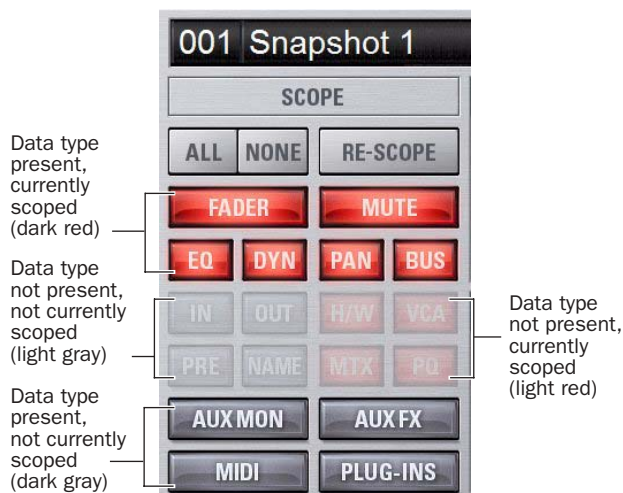 001 Snapshot 1
SCOPE
ALL NONE RE-SCOPE
Data type
present,
currently
scoped
(dark red)
FADER MUTE
EQ DYN PAN BUS
Data type
not present,
not currently
scoped
(light gray)
IN OUT H/W VCA
PRE NAME MTX PQ
Data type
not present,
currently
scoped
(light red)
Data type
present,
not currently
scoped
(dark gray)
AUX MON AUX FX
MIDI PLUG-INS